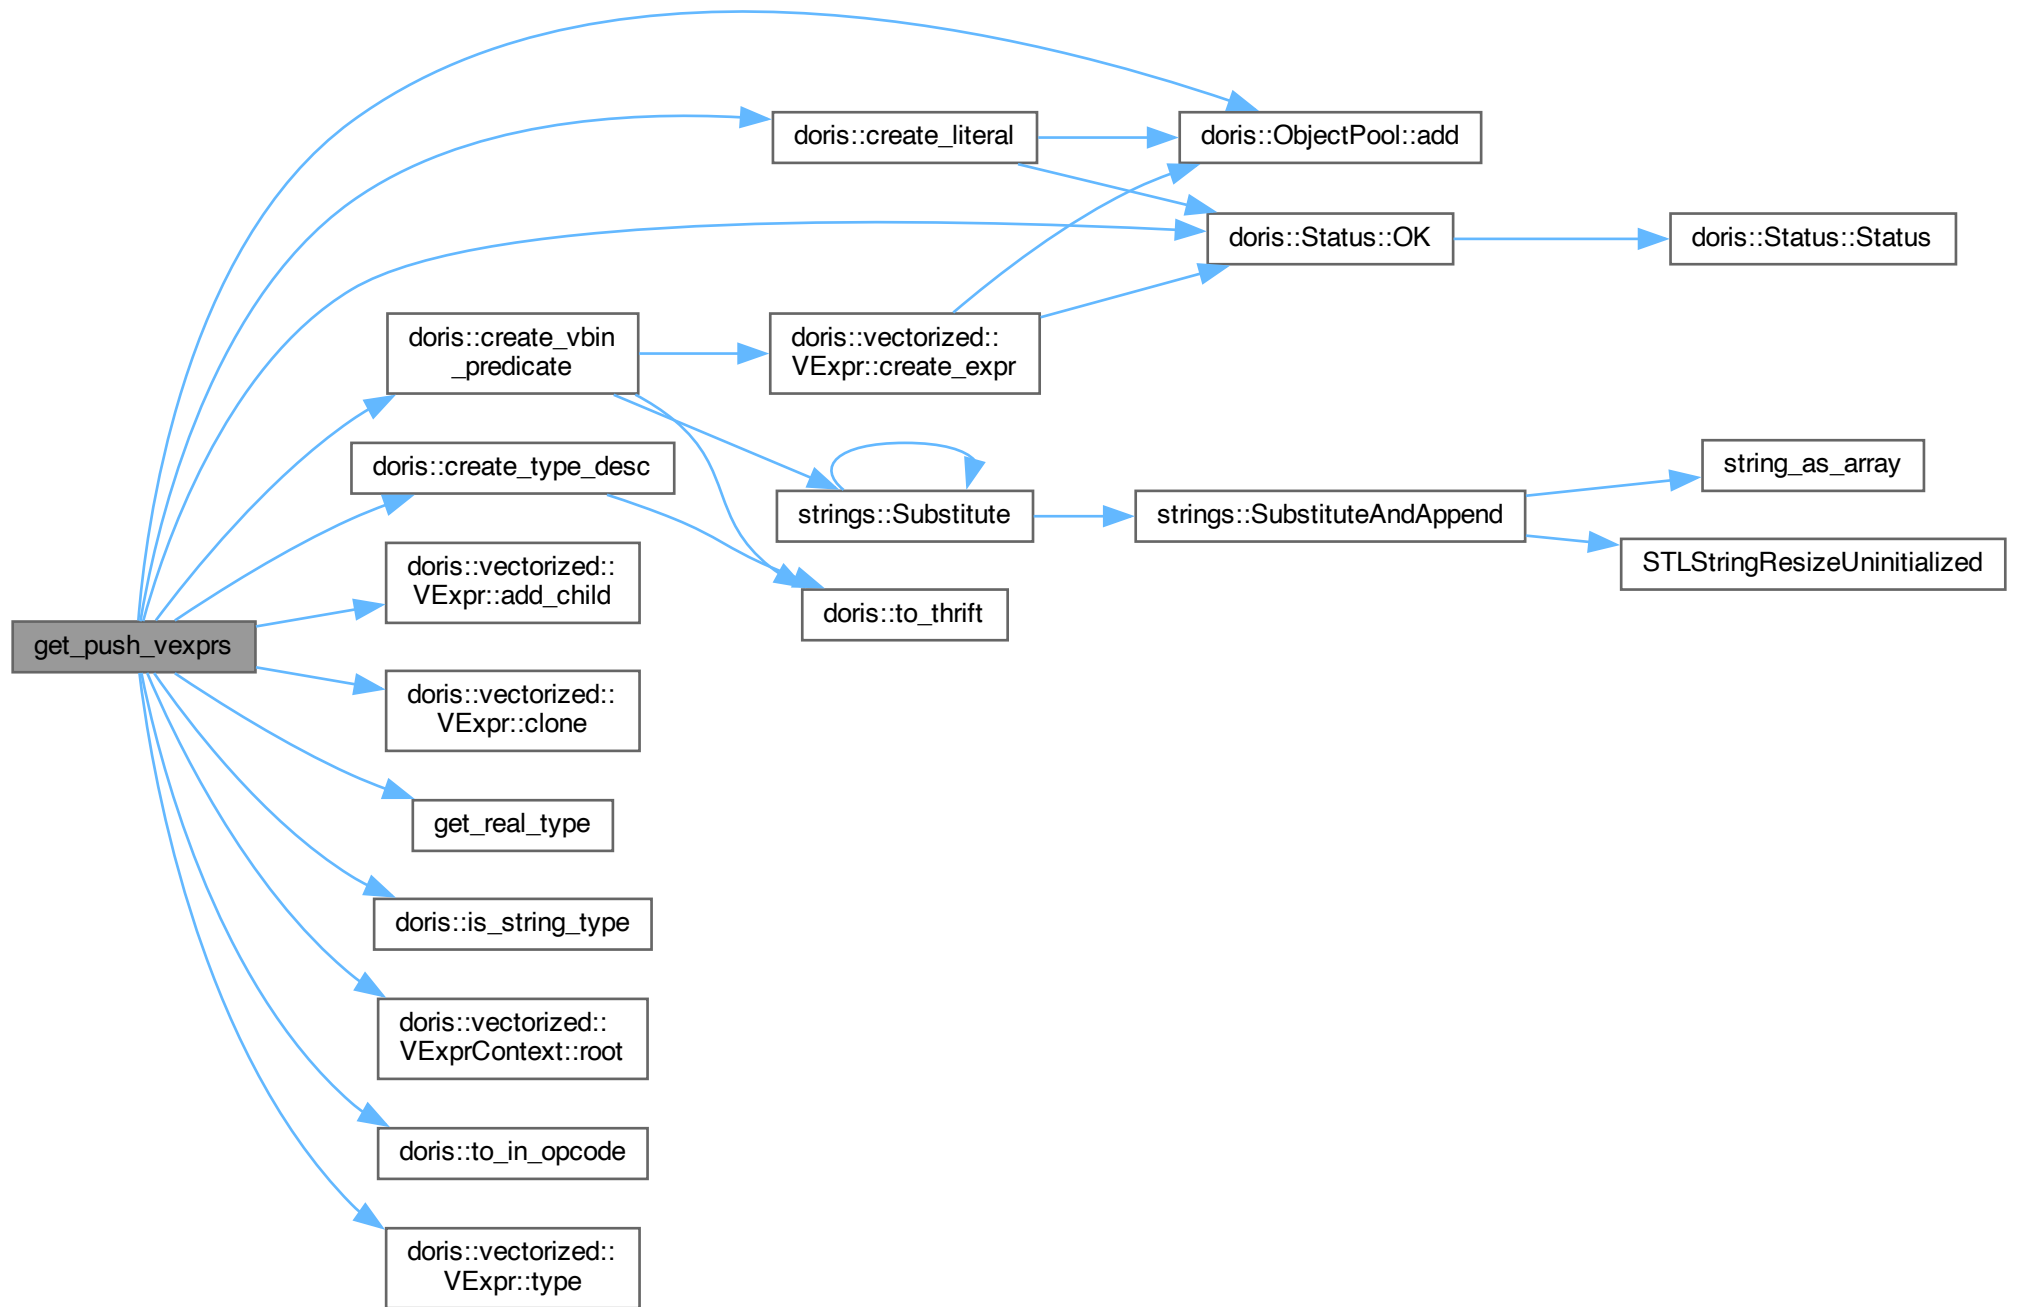 doris::create_literal
doris::ObjectPool::add
doris::Status::OK
doris::Status::Status
doris::create_vbin
_predicate
doris::vectorized::
VExpr::create_expr
doris::create_type_desc
string_as_array
strings::Substitute
strings::SubstituteAndAppend
STLStringResizeUninitialized
doris::vectorized::
VExpr::add_child
doris::to_thrift
get_push_vexprs
doris::vectorized::
VExpr::clone
get_real_type
doris::is_string_type
doris::vectorized::
VExprContext::root
doris::to_in_opcode
doris::vectorized::
VExpr::type